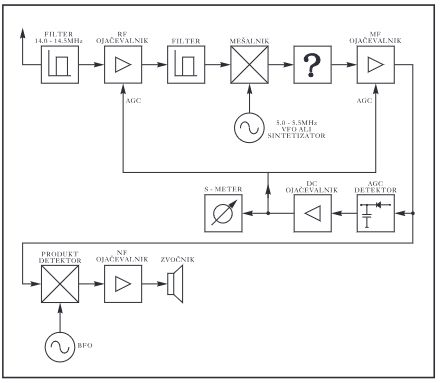 FILTER
14.0 - 14.5MHz
RF
OJAČEVALNIK
FILTER
MEŠALNIK
?
MF
OJAČEVALNIK
AGC
AGC
5.0 - 5.5MHz
VFO ALI
SINTETIZATOR
S - METER
DC
OJAČEVALNIK
AGC
DETEKTOR
PRODUKT
DETEKTOR
NF
OJAČEVALNIK
ZVOČNIK
BFO